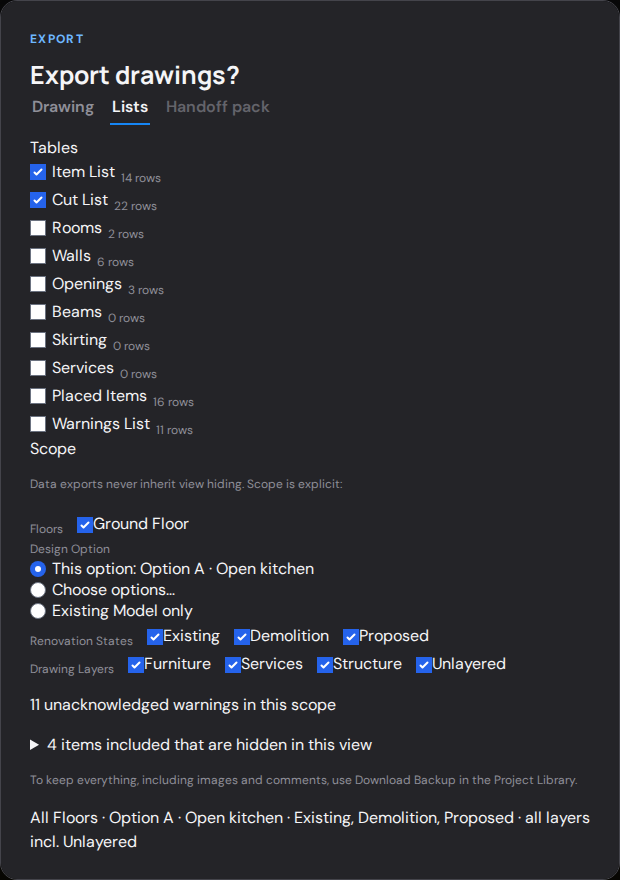 EXPORT
Export drawings?
Drawing Lists Handoff pack
Tables
Item List 14 rows
Cut List 22 rows
Rooms 2 rows
Walls 6 rows
Openings 3 rows
Beams 0 rows
Skirting 0 rows
Services 0 rows
Placed Items 16 rows
Warnings List 11 rows
Scope
Data exports never inherit view hiding. Scope is explicit:
Floors Ground Floor
Design Option
This option: Option A · Open kitchen
Choose options…
Existing Model only
Renovation States Existing Demolition Proposed
Drawing Layers Furniture Services Structure Unlayered
11 unacknowledged warnings in this scope
4 items included that are hidden in this view
To keep everything, including images and comments, use Download Backup in the Project Library.
All Floors · Option A · Open kitchen · Existing, Demolition, Proposed · all layers
incl. Unlayered